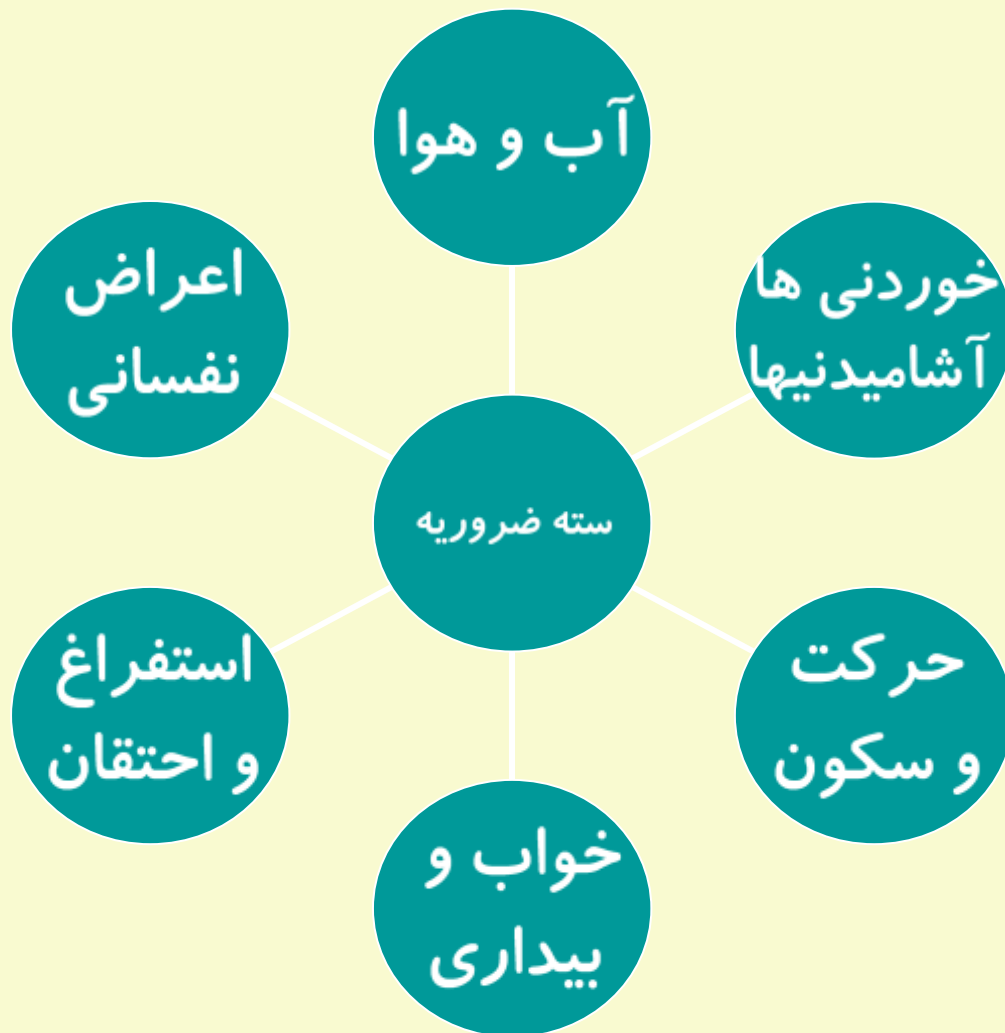 آب و هوا
خوردنی ها
آشامیدنیها
حرکت
و سکون
خواب و
بیداری
استفراغ
و احتقان
اعراض
نفسانی
سته ضروریه